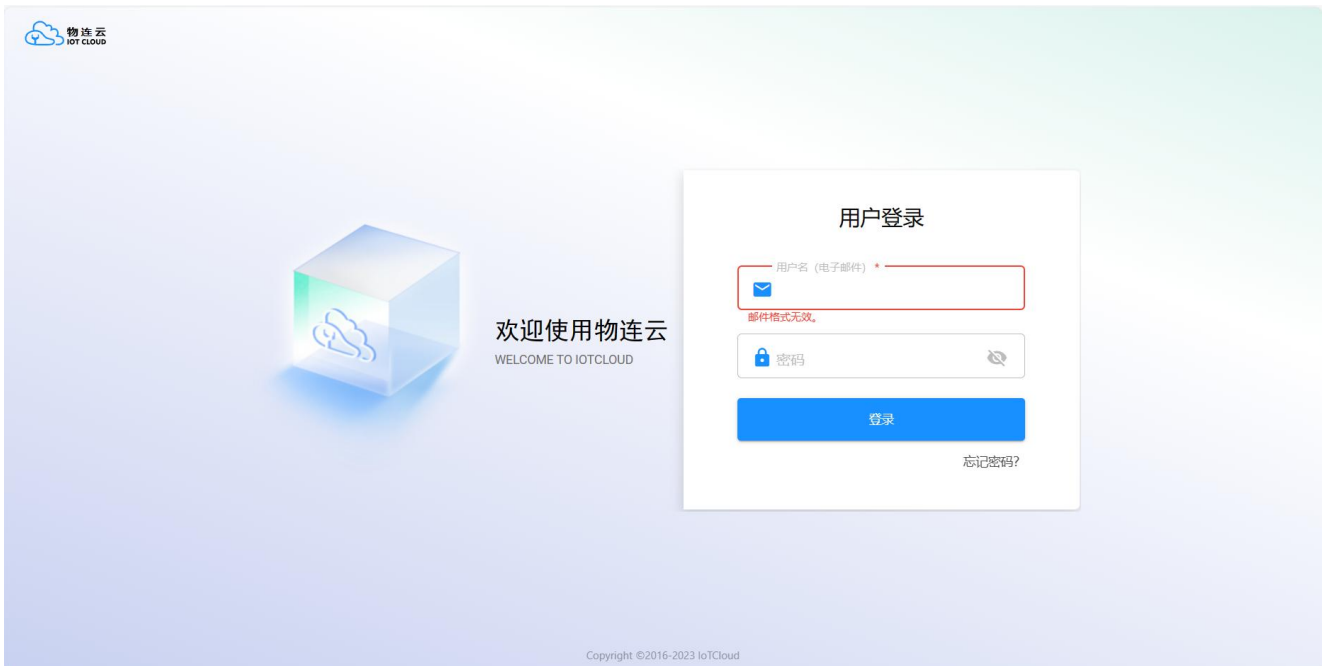 物连云
IOT CLOUD
用户登录
用户名（电子邮件） *
邮件格式无效。
欢迎使用物连云
WELCOME TO IOTCLOUD
密码
登录
忘记密码?
Copyright ©2016-2023 IoTCloud